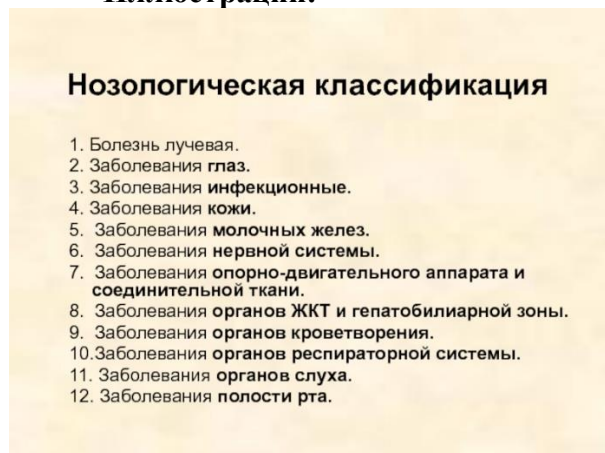 Иллюстрации:
Нозологическая классификация
1. Болезнь лучевая.
2. Заболевания глаз.
3. Заболевания инфекционные.
4. Заболевания кожи.
5. Заболевания молочных желез.
6. Заболевания нервной системы.
7. Заболевания опорно-двигательного аппарата и
соединительной ткани.
8. Заболевания органов ЖКТ и гепатобилиарной зоны.
9. Заболевания органов кроветворения.
10.Заболевания органов респираторной системы.
11. Заболевания органов слуха.
12. Заболевания полости рта.